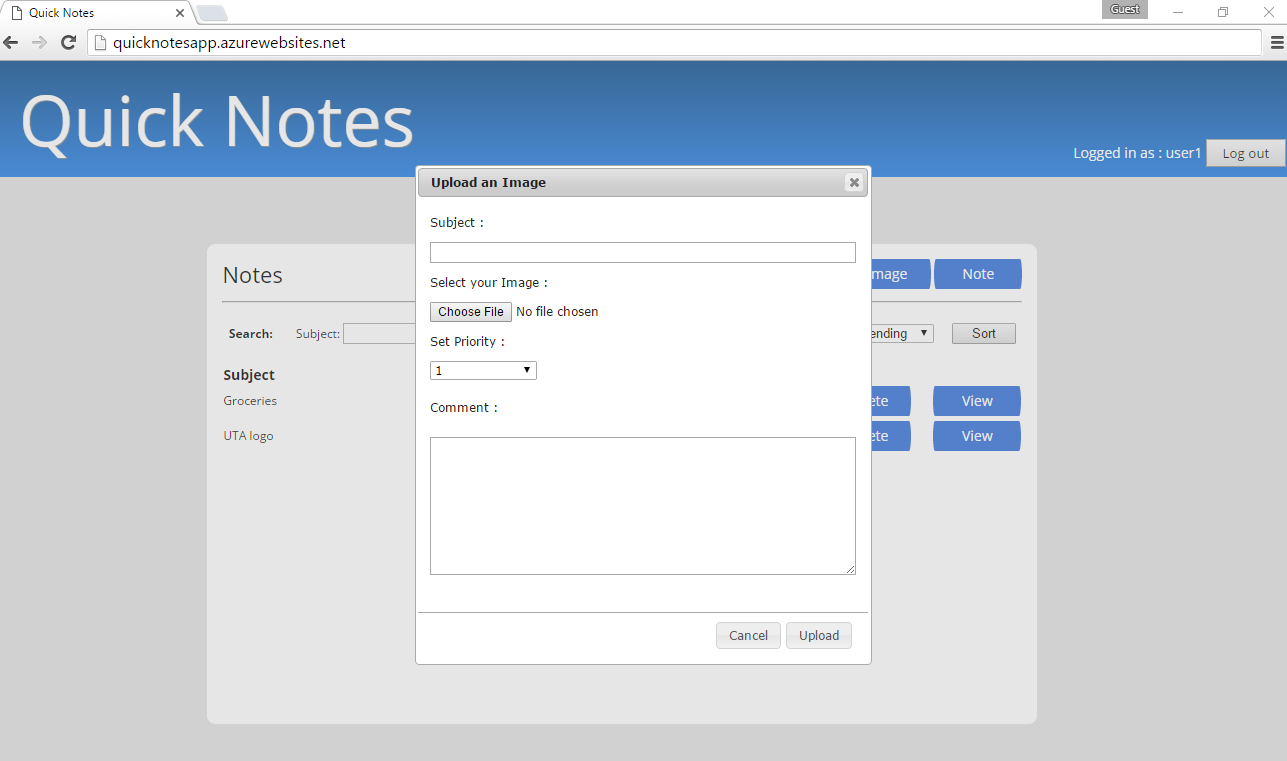 Quick Notes
Guest
quicknotesapp.azurewebsites.net
Quick Notes
Logged in as : user1 Log out
Upload an Image
Subject :
Select your Image :
Choose File No file chosen
Set Priority :
1
Comment :
Cancel Upload
Notes
mage Note
Search: Subject: ending Sort
Subject
Groceries ete View
UTA logo ete View